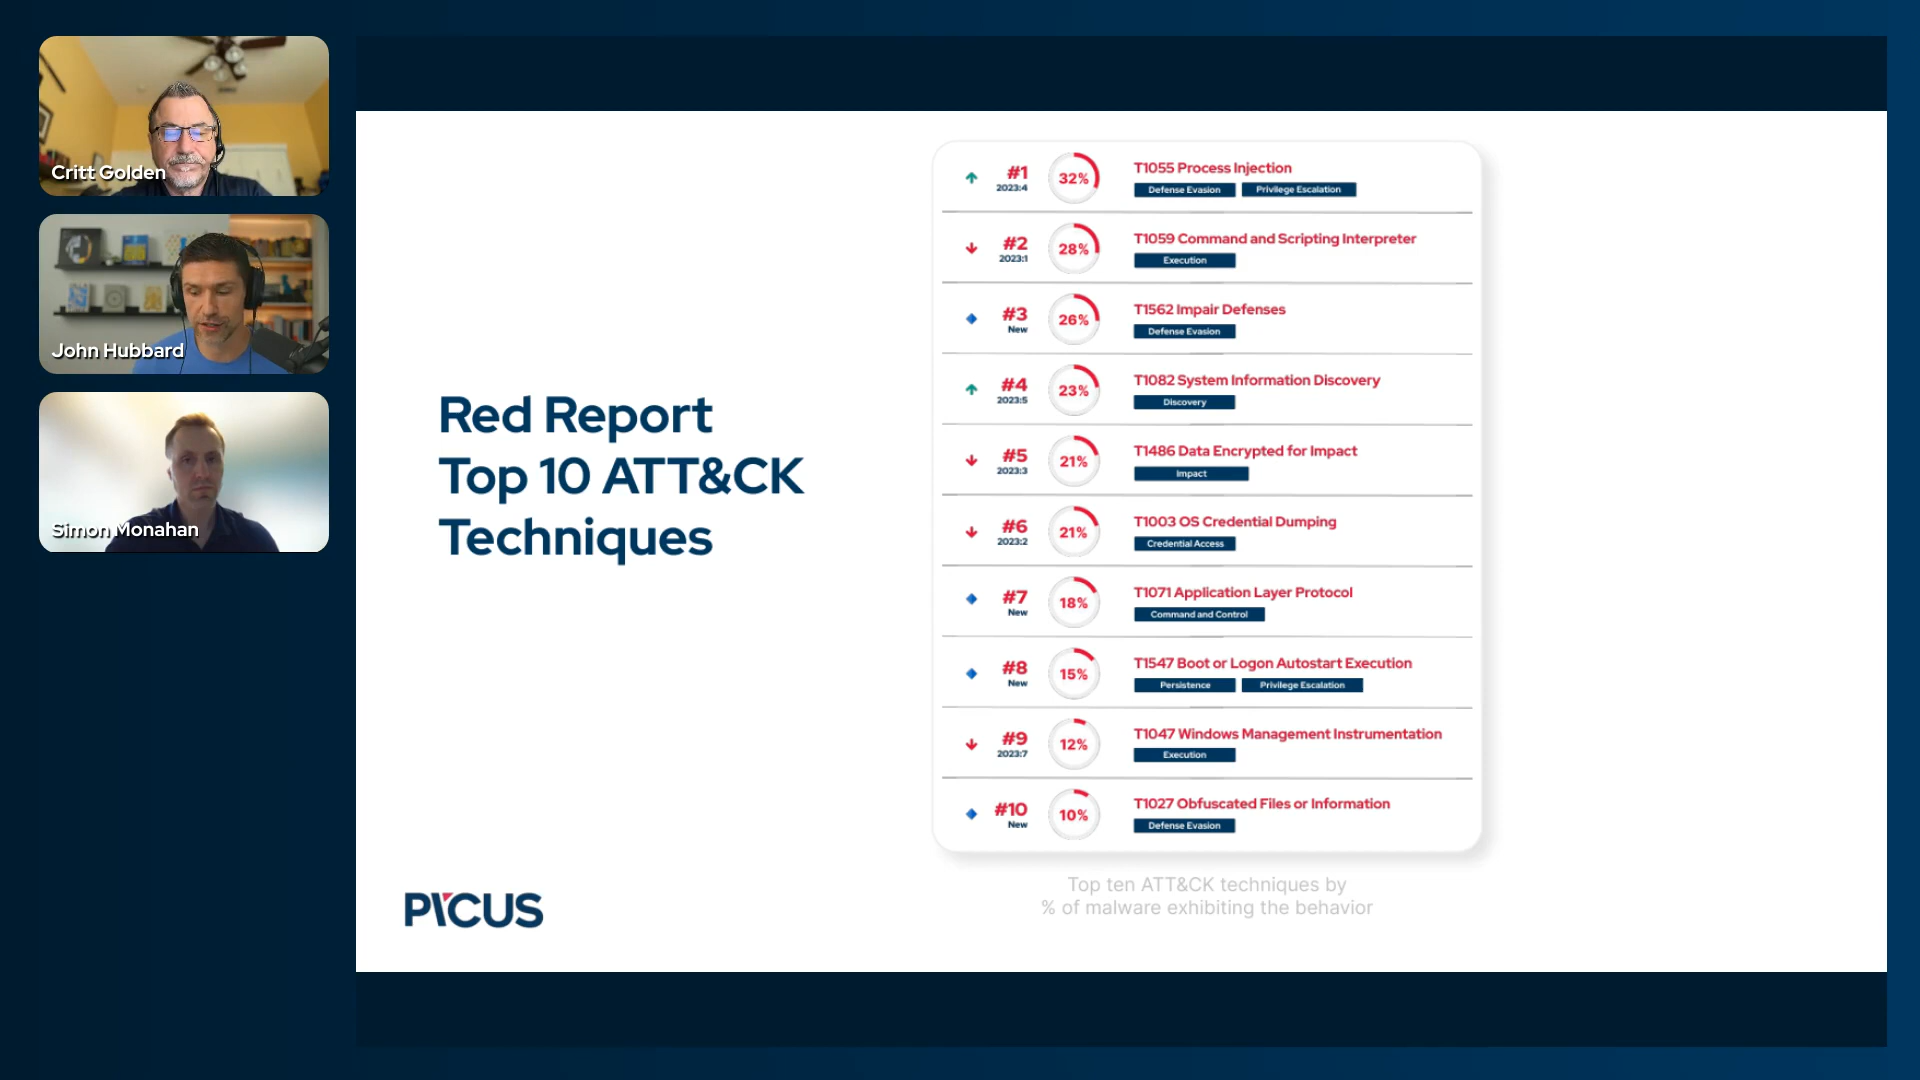 Critt Golden
John Hubbard
Simon Monahan
Red Report
Top 10 ATT&CK
Techniques
PICUS
#1
2023:4
32%
T1055 Process Injection
Defense Evasion Privilege Escalation
#2
2023:1
28%
T1059 Command and Scripting Interpreter
Execution
#3
New
26%
T1562 Impair Defenses
Defense Evasion
#4
2023:5
23%
T1082 System Information Discovery
Discovery
#5
2023:3
21%
T1486 Data Encrypted for Impact
Impact
#6
2023:2
21%
T1003 OS Credential Dumping
Credential Access
#7
New
18%
T1071 Application Layer Protocol
Command and Control
#8
New
15%
T1547 Boot or Logon Autostart Execution
Persistence Privilege Escalation
#9
2023:7
12%
T1047 Windows Management Instrumentation
Execution
#10
New
10%
T1027 Obfuscated Files or Information
Defense Evasion
Top ten ATT&CK techniques by
% of malware exhibiting the behavior